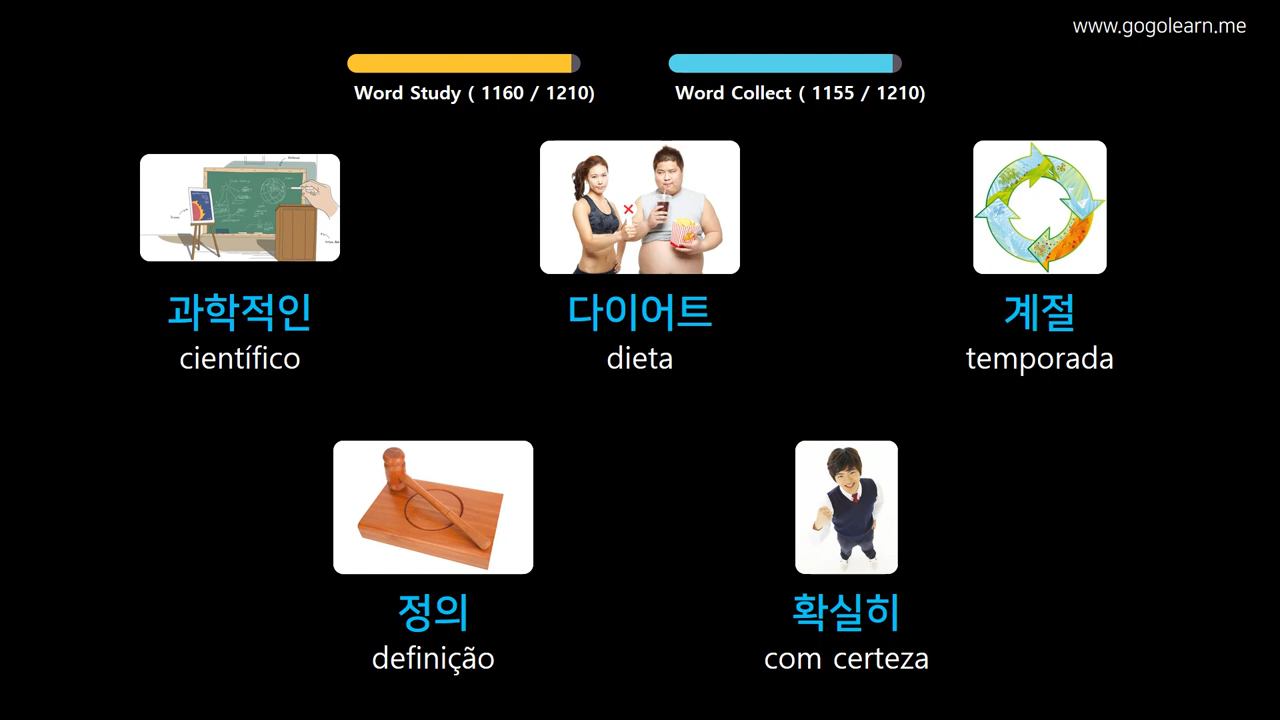 www.gogolearn.me
Word Study ( 1160 / 1210)
Word Collect ( 1155 / 1210)
과학적인
científico
다이어트
dieta
계절
temporada
정의
definição
확실히
com certeza